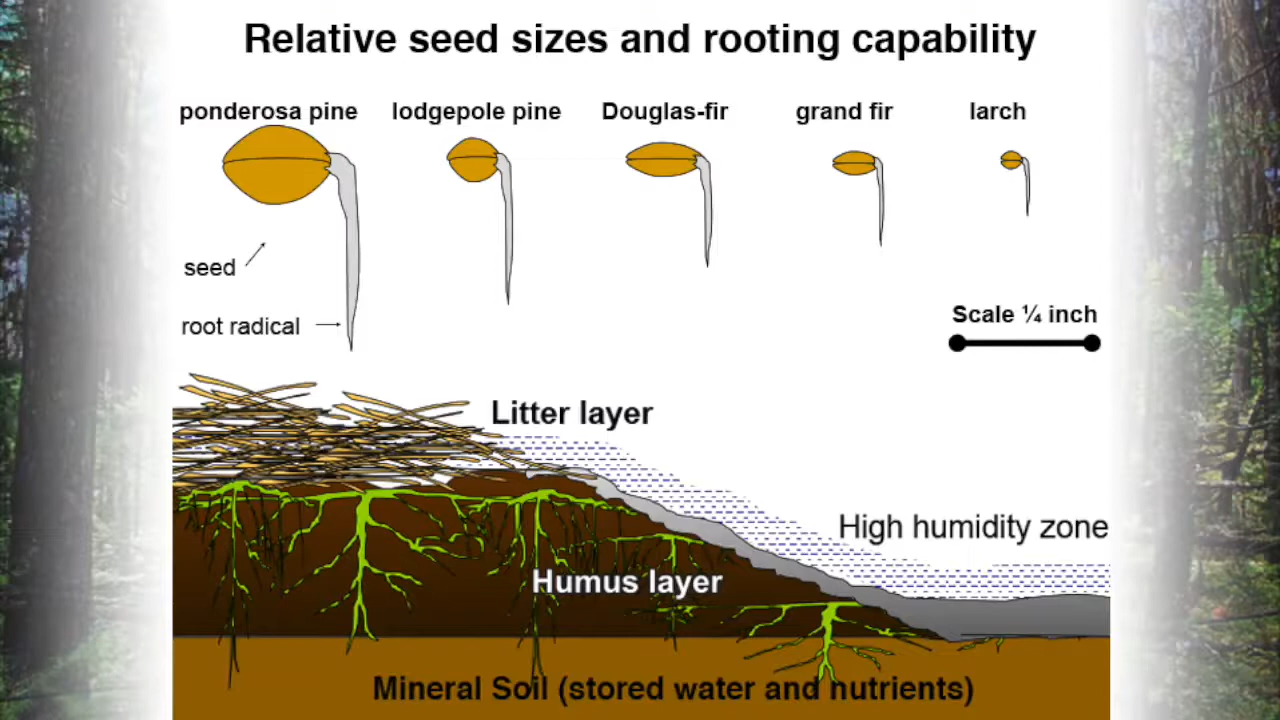 Relative seed sizes and rooting capability
ponderosa pine
lodgepole pine
Douglas-fir
grand fir
larch
seed
root radical
Scale ¼ inch
Litter layer
High humidity zone
Humus layer
Mineral Soil (stored water and nutrients)